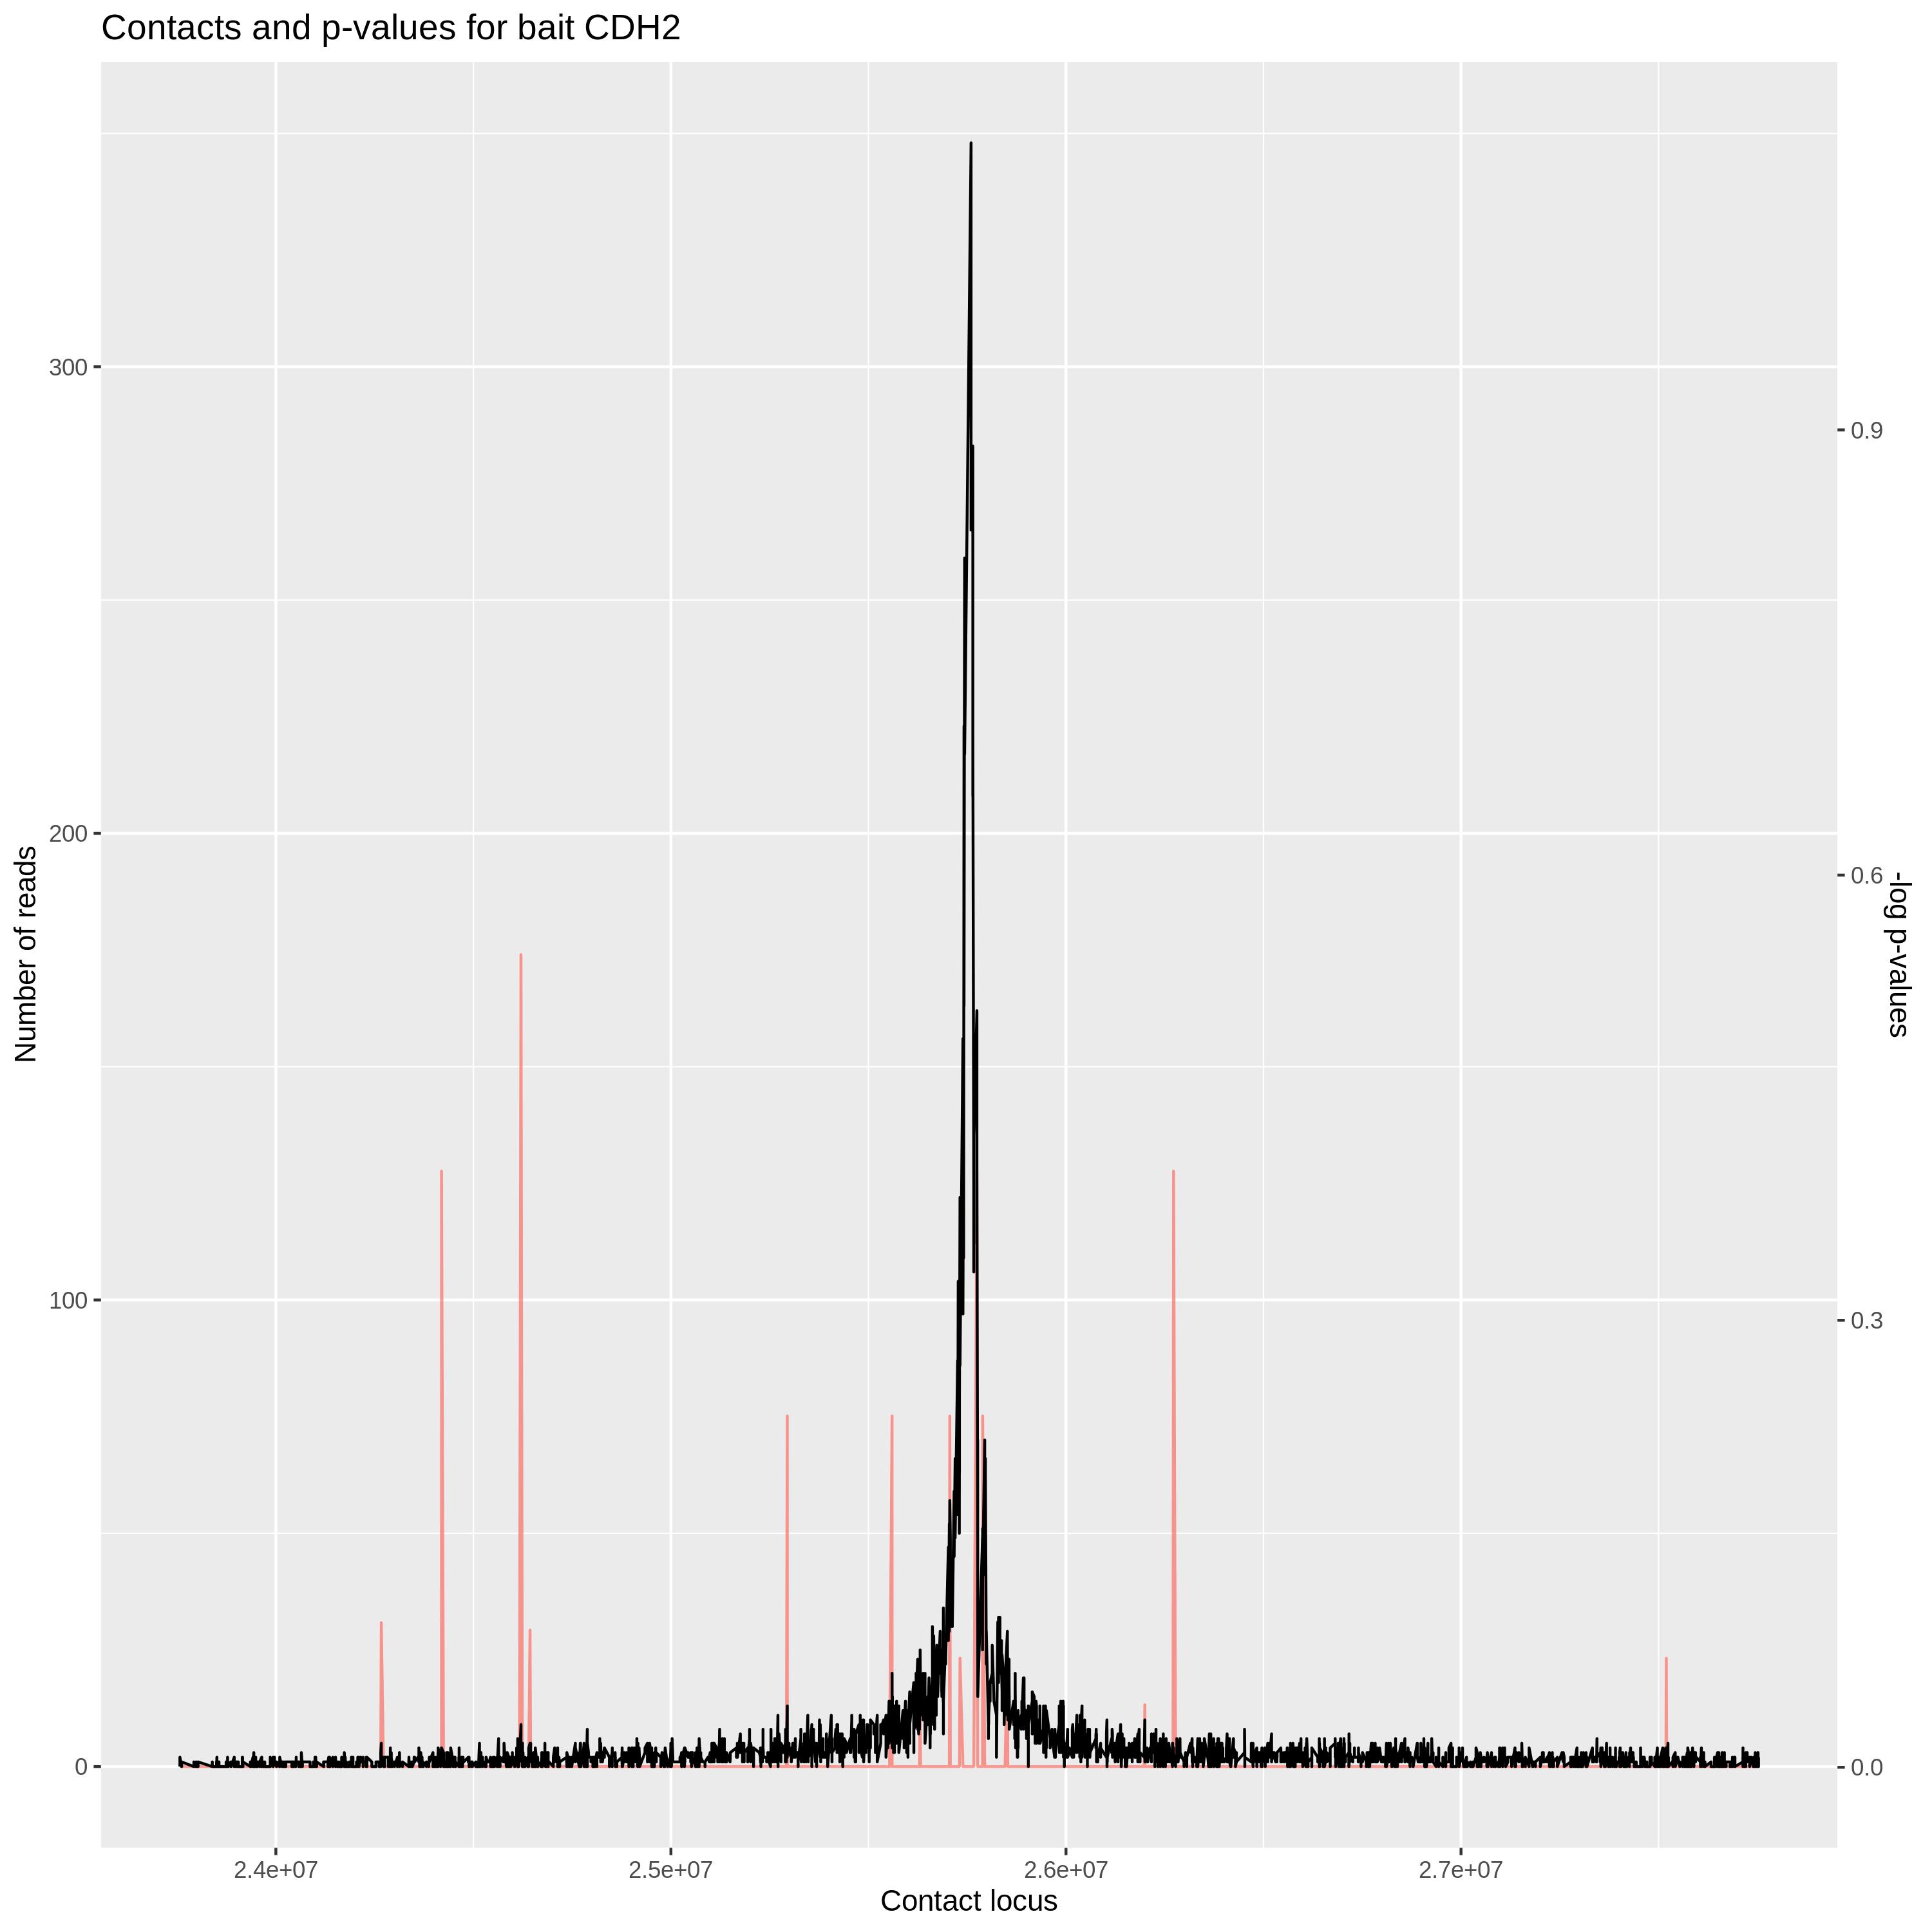 Contacts and p-values for bait CDH2
300
200
100
0
Number of reads
0.9
0.6
0.3
0.0
-log p-values
2.4e+07
2.5e+07
2.6e+07
2.7e+07
Contact locus